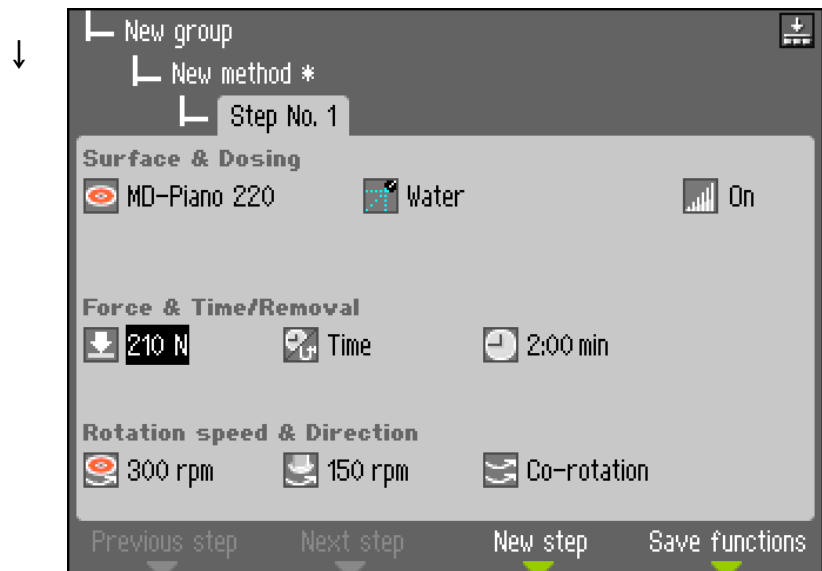 ↓
New group
New method *
Step No. 1
Surface & Dosing
MD-Piano 220 Water On
Force & Time/Removal
210 N Time 2:00 min
Rotation speed & Direction
300 rpm 150 rpm Co-rotation
Previous step Next step New step Save functions